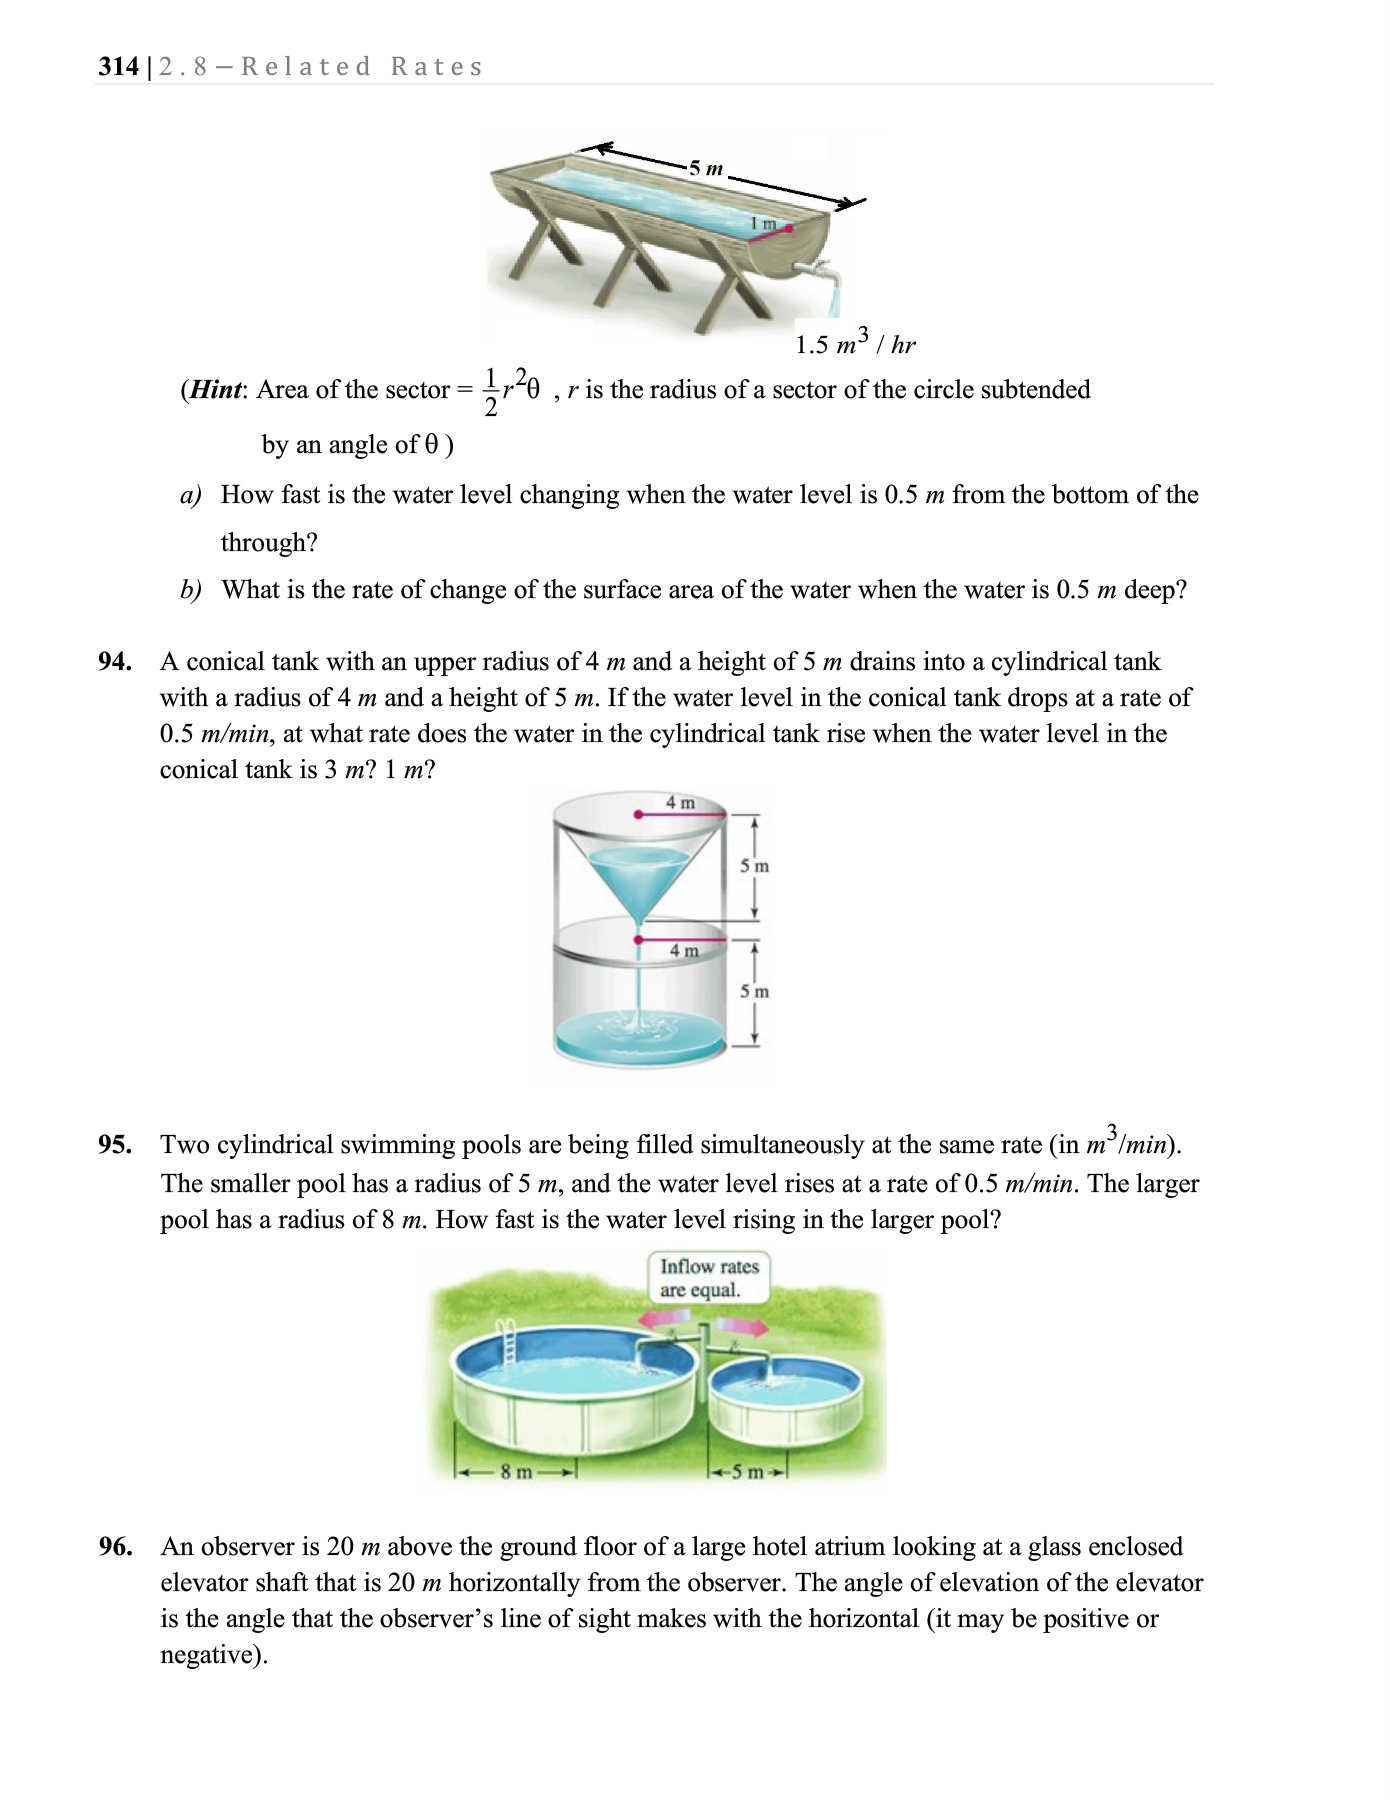 314 | 2.8 – Related Rates
5 m
1 m
1.5 m³ / hr
(Hint: Area of the sector = 1/2 r²θ , r is the radius of a sector of the circle subtended
by an angle of θ )
a) How fast is the water level changing when the water level is 0.5 m from the bottom of the
through?
b) What is the rate of change of the surface area of the water when the water is 0.5 m deep?
94. A conical tank with an upper radius of 4 m and a height of 5 m drains into a cylindrical tank
with a radius of 4 m and a height of 5 m. If the water level in the conical tank drops at a rate of
0.5 m/min, at what rate does the water in the cylindrical tank rise when the water level in the
conical tank is 3 m? 1 m?
4 m
5 m
4 m
5 m
95. Two cylindrical swimming pools are being filled simultaneously at the same rate (in m³/min).
The smaller pool has a radius of 5 m, and the water level rises at a rate of 0.5 m/min. The larger
pool has a radius of 8 m. How fast is the water level rising in the larger pool?
Inflow rates
are equal.
8 m
5 m
96. An observer is 20 m above the ground floor of a large hotel atrium looking at a glass enclosed
elevator shaft that is 20 m horizontally from the observer. The angle of elevation of the elevator
is the angle that the observer’s line of sight makes with the horizontal (it may be positive or
negative).